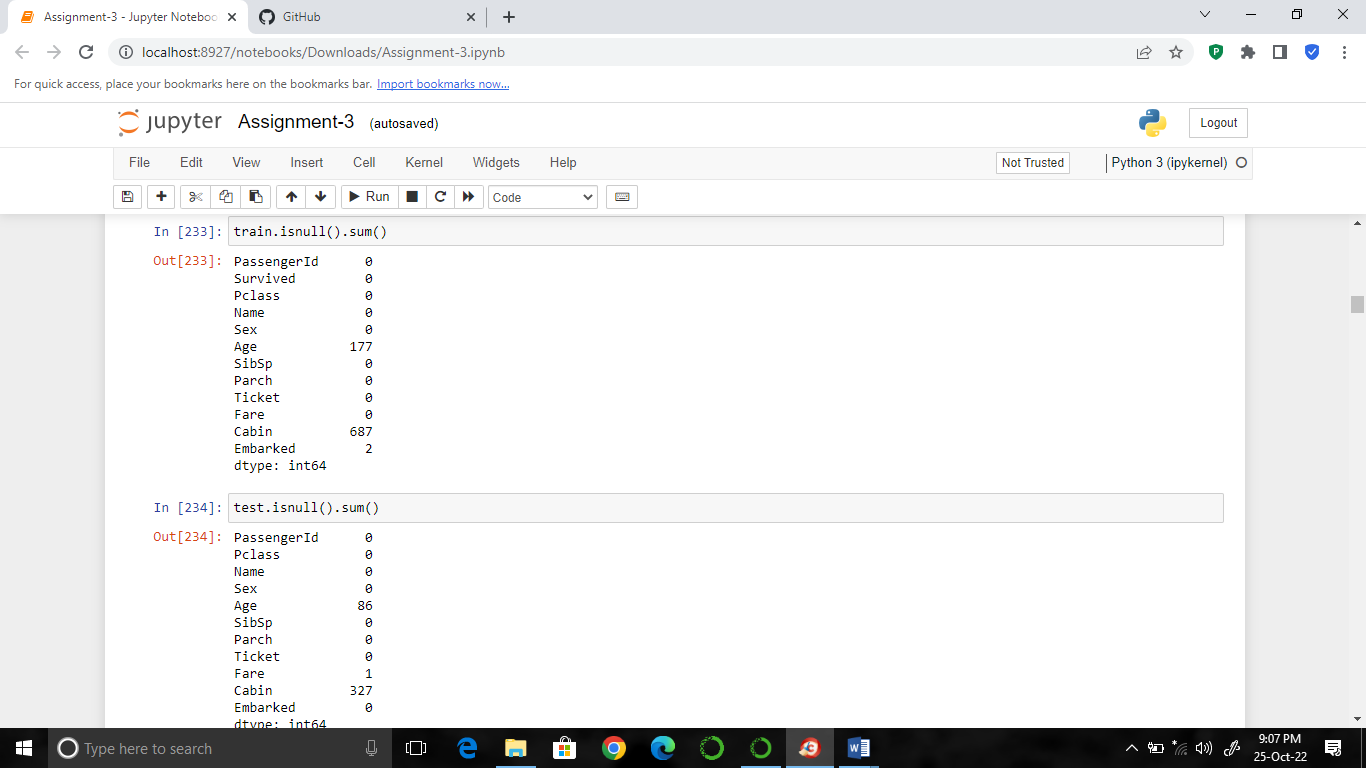 Assignment-3 - Jupyter Noteboo
GitHub
localhost:8927/notebooks/Downloads/Assignment-3.ipynb
For quick access, place your bookmarks here on the bookmarks bar. Import bookmarks now...
jupyter Assignment-3 (autosaved)
Logout
File Edit View Insert Cell Kernel Widgets Help
Not Trusted
Python 3 (ipykernel)
Run
Code
In [233]: train.isnull().sum()
Out[233]: PassengerId 0
Survived 0
Pclass 0
Name 0
Sex 0
Age 177
SibSp 0
Parch 0
Ticket 0
Fare 0
Cabin 687
Embarked 2
dtype: int64
In [234]: test.isnull().sum()
Out[234]: PassengerId 0
Pclass 0
Name 0
Sex 0
Age 86
SibSp 0
Parch 0
Ticket 0
Fare 1
Cabin 327
Embarked 0
dtype: int64
Type here to search
9:07 PM
25-Oct-22